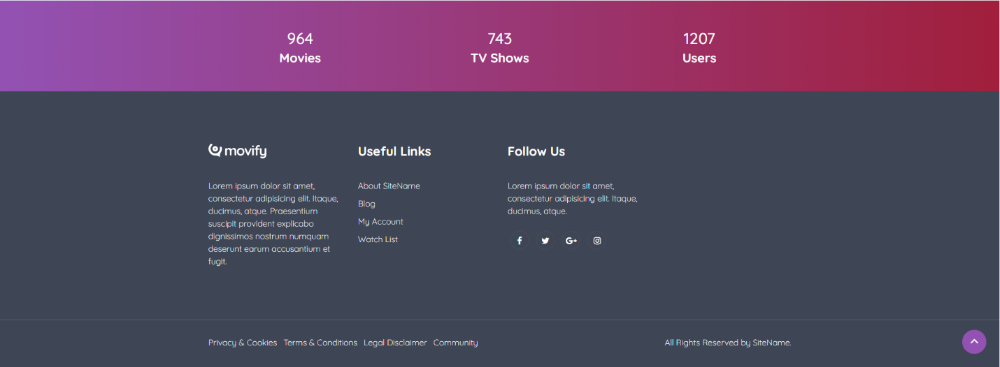 964
Movies
743
TV Shows
1207
Users
movify
Lorem ipsum dolor sit amet,
consectetur adipisicing elit. Itaque,
ducimus, atque. Praesentium
suscipit provident explicabo
dignissimos nostrum numquam
deserunt earum accusantium et
fugit.
Useful Links
About SiteName
Blog
My Account
Watch List
Follow Us
Lorem ipsum dolor sit amet,
consectetur adipisicing elit. Itaque,
ducimus, atque.
Privacy & Cookies Terms & Conditions Legal Disclaimer Community
All Rights Reserved by SiteName.